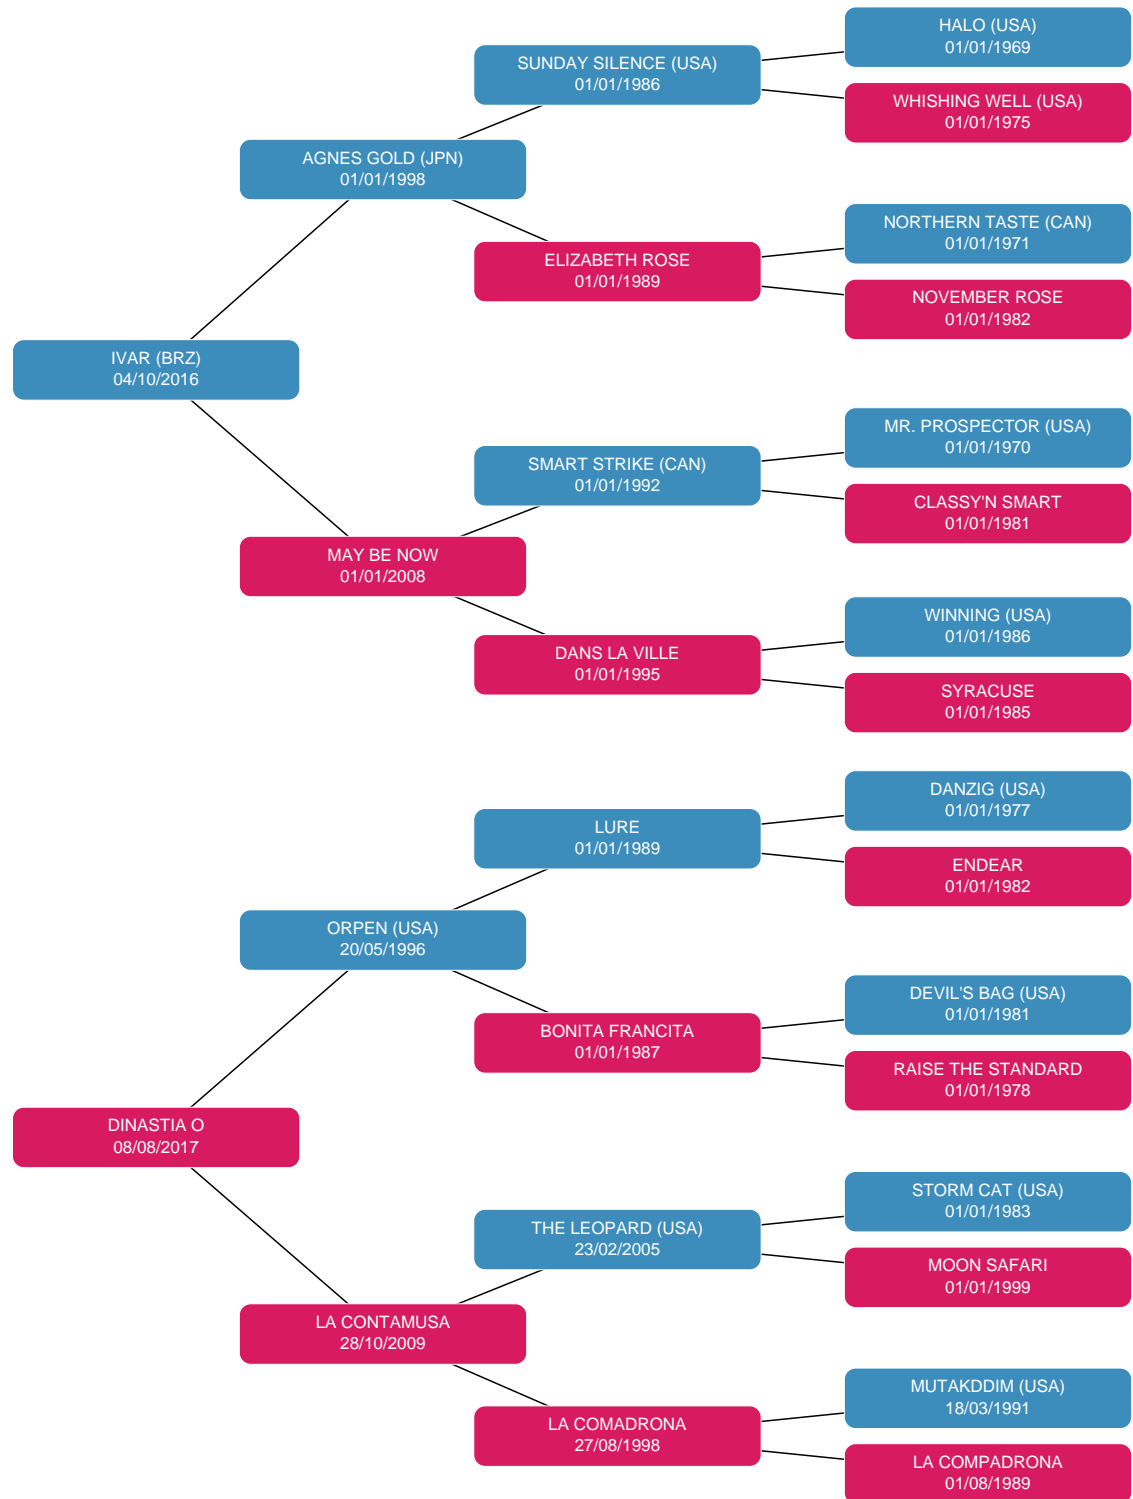 HALO (USA)
01/01/1969
SUNDAY SILENCE (USA)
01/01/1986
WHISHING WELL (USA)
01/01/1975
AGNES GOLD (JPN)
01/01/1998
NORTHERN TASTE (CAN)
01/01/1971
ELIZABETH ROSE
01/01/1989
NOVEMBER ROSE
01/01/1982
IVAR (BRZ)
04/10/2016
MR. PROSPECTOR (USA)
01/01/1970
SMART STRIKE (CAN)
01/01/1992
CLASSY'N SMART
01/01/1981
MAY BE NOW
01/01/2008
WINNING (USA)
01/01/1986
DANS LA VILLE
01/01/1995
SYRACUSE
01/01/1985
DANZIG (USA)
01/01/1977
LURE
01/01/1989
ENDEAR
01/01/1982
ORPEN (USA)
20/05/1996
DEVIL'S BAG (USA)
01/01/1981
BONITA FRANCITA
01/01/1987
RAISE THE STANDARD
01/01/1978
DINASTIA O
08/08/2017
STORM CAT (USA)
01/01/1983
THE LEOPARD (USA)
23/02/2005
MOON SAFARI
01/01/1999
LA CONTAMUSA
28/10/2009
MUTAKDDIM (USA)
18/03/1991
LA COMADRONA
27/08/1998
LA COMPADRONA
01/08/1989